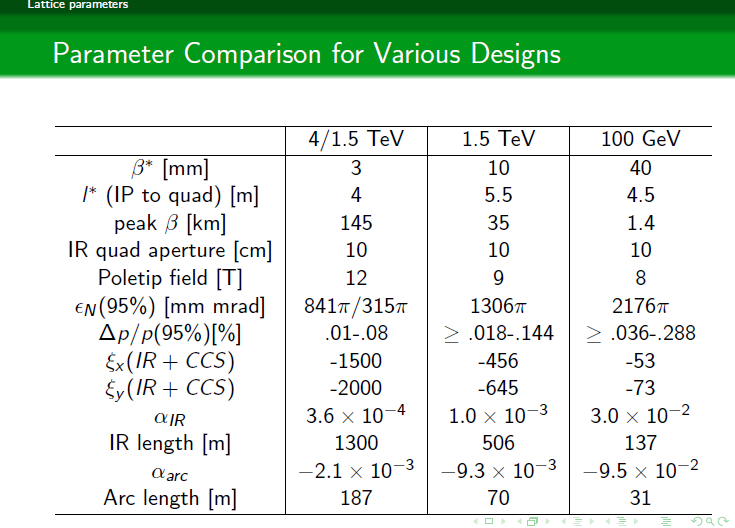 Lattice parameters
Parameter Comparison for Various Designs
4/1.5 TeV 1.5 TeV 100 GeV
β* [mm] 3 10 40
l* (IP to quad) [m] 4 5.5 4.5
peak β [km] 145 35 1.4
IR quad aperture [cm] 10 10 10
Poletip field [T] 12 9 8
ϵN(95%) [mm mrad] 841π/315π 1306π 2176π
Δp/p(95%)[%] .01-.08 ≥ .018-.144 ≥ .036-.288
ξx(IR + CCS) -1500 -456 -53
ξy(IR + CCS) -2000 -645 -73
αIR 3.6 × 10⁻⁴ 1.0 × 10⁻³ 3.0 × 10⁻²
IR length [m] 1300 506 137
αarc −2.1 × 10⁻³ −9.3 × 10⁻³ −9.5 × 10⁻²
Arc length [m] 187 70 31